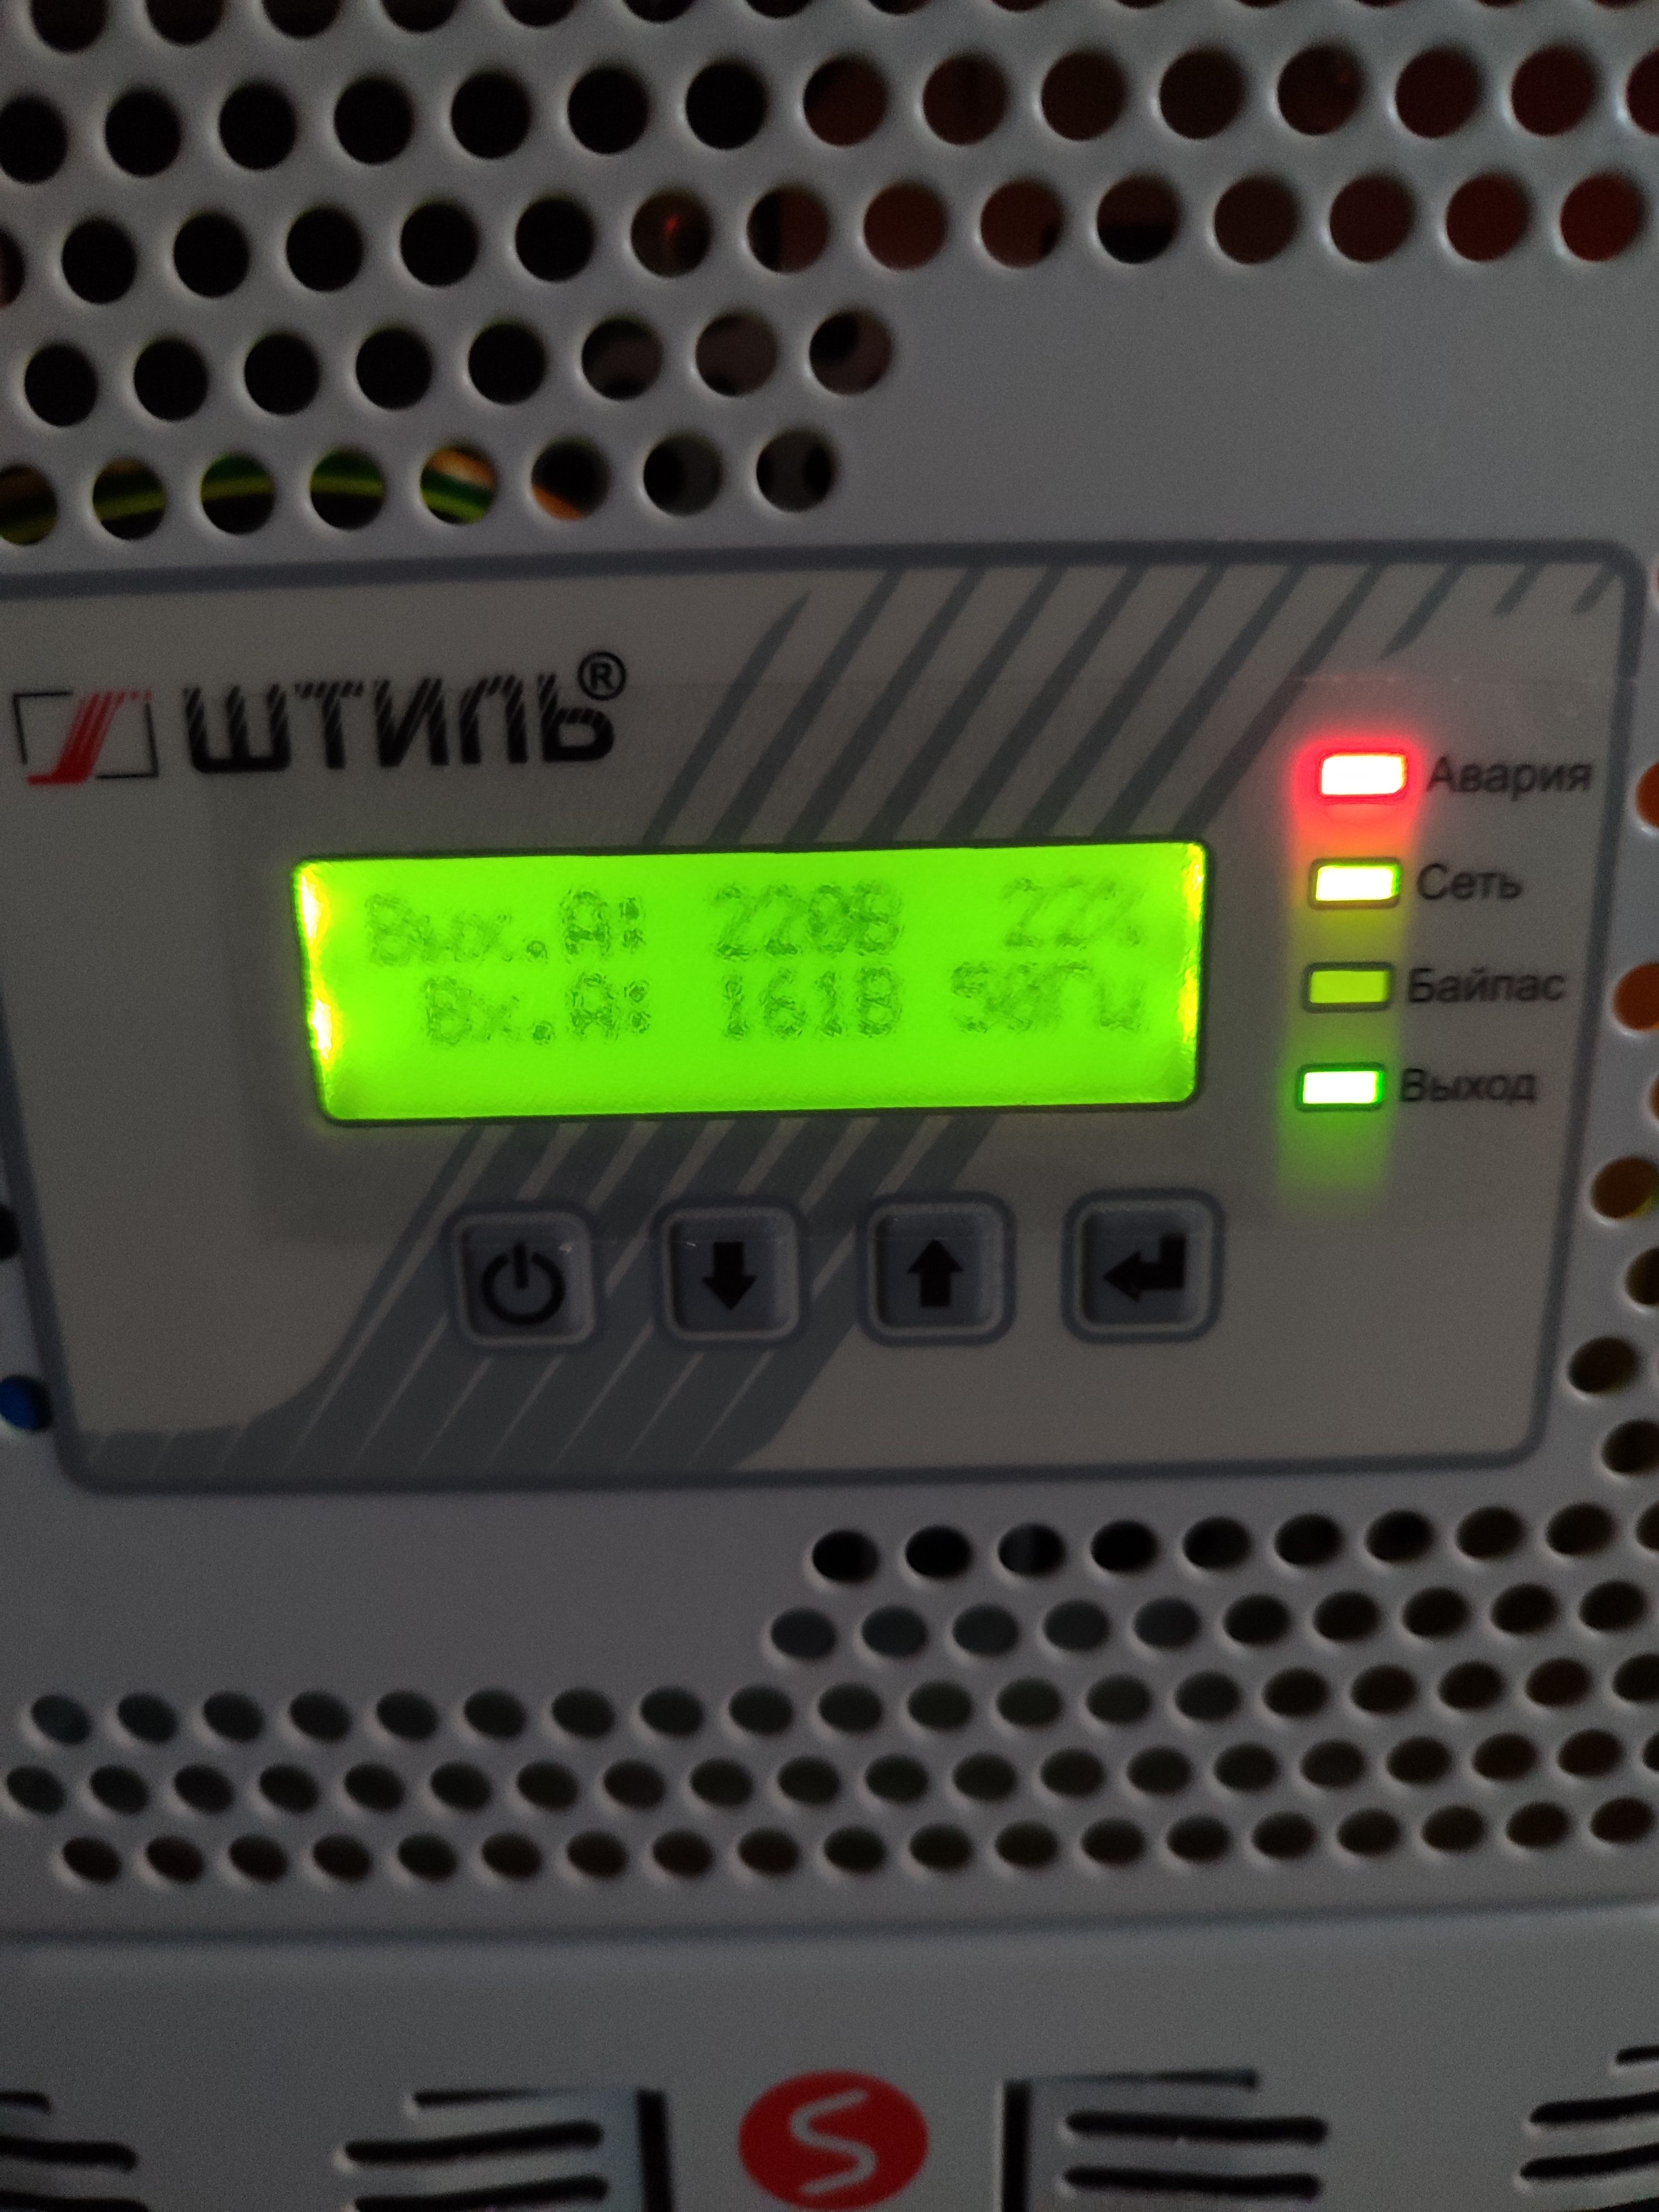 ШТИЛЬ®
Авария
Сеть
Байпас
Выход
Вых.A: 220В 22%
Вх.A: 161В 50Гц